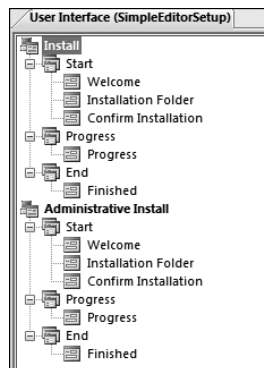 User Interface (SimpleEditorSetup)
Install
Start
Welcome
Installation Folder
Confirm Installation
Progress
Progress
End
Finished
Administrative Install
Start
Welcome
Installation Folder
Confirm Installation
Progress
Progress
End
Finished